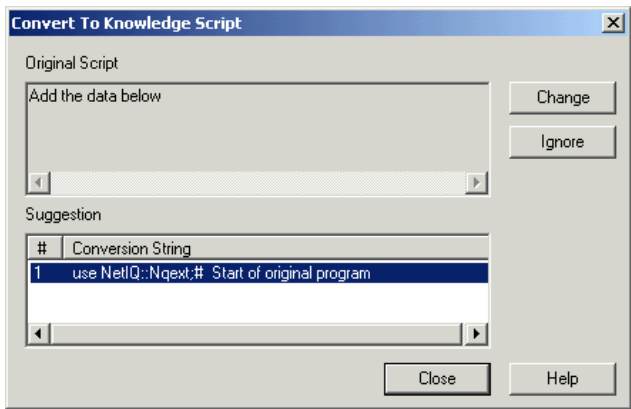 Convert To Knowledge Script
Original Script
Add the data below
Change
Ignore
Suggestion
# Conversion String
1 use NetIQ::Nqext;# Start of original program
Close Help